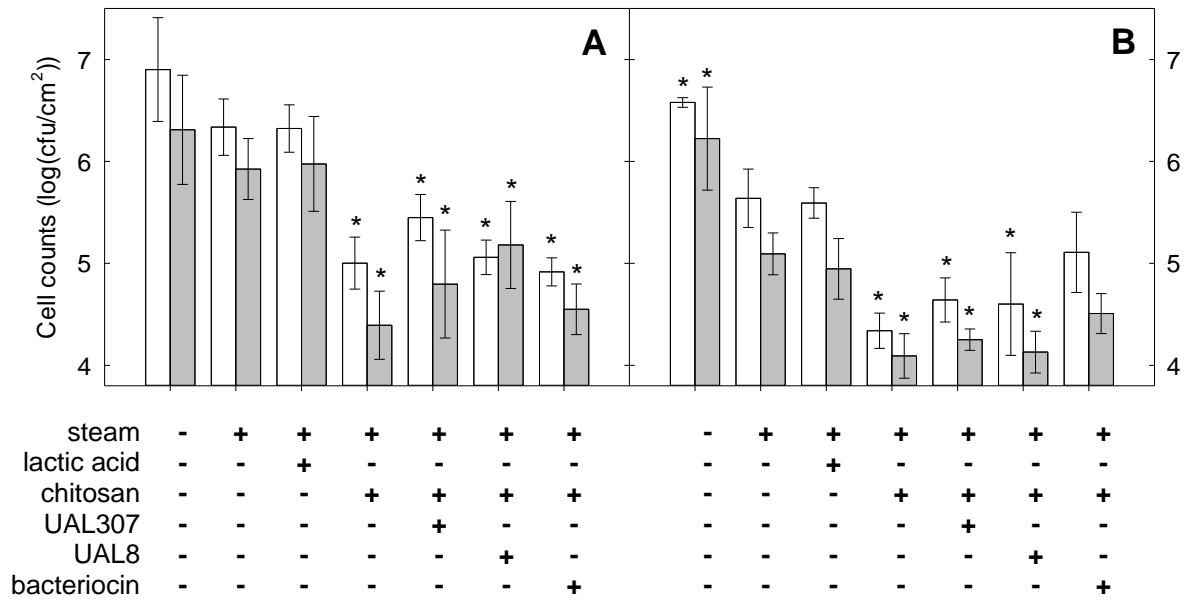 A
B
Cell counts (log(cfu/cm²))
7 7
6 6
5 5
4 4
* * * * * * * *
* * * * * * * *
steam - + + + + + + - + + + + + +
lactic acid - - + - - - - - - + - - - -
chitosan - - - + + + + - - - + + + +
UAL307 - - - - + - - - - - - + - -
UAL8 - - - - - + - - - - - - + -
bacteriocin - - - - - - + - - - - - - +